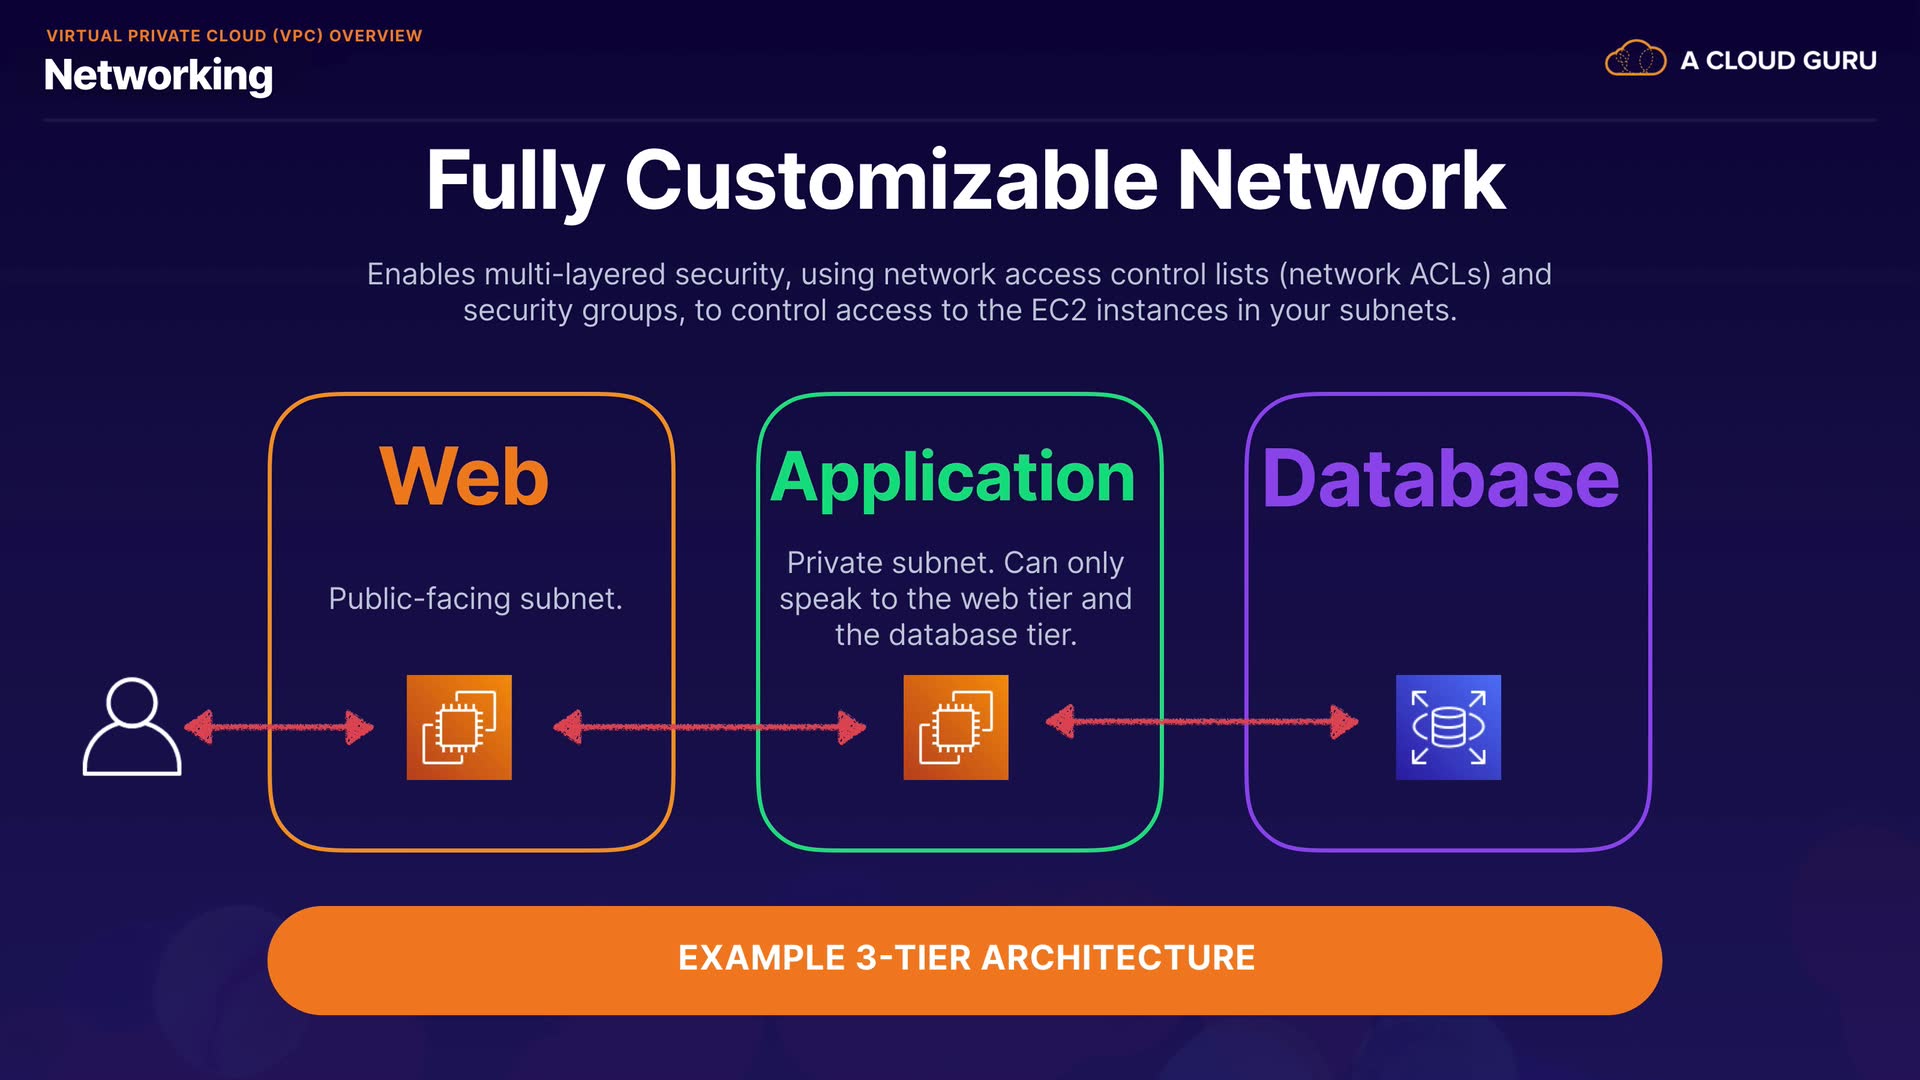 VIRTUAL PRIVATE CLOUD (VPC) OVERVIEW
Networking
A CLOUD GURU
Fully Customizable Network
Enables multi-layered security, using network access control lists (network ACLs) and
security groups, to control access to the EC2 instances in your subnets.
Web
Public-facing subnet.
Application
Private subnet. Can only
speak to the web tier and
the database tier.
Database
EXAMPLE 3-TIER ARCHITECTURE